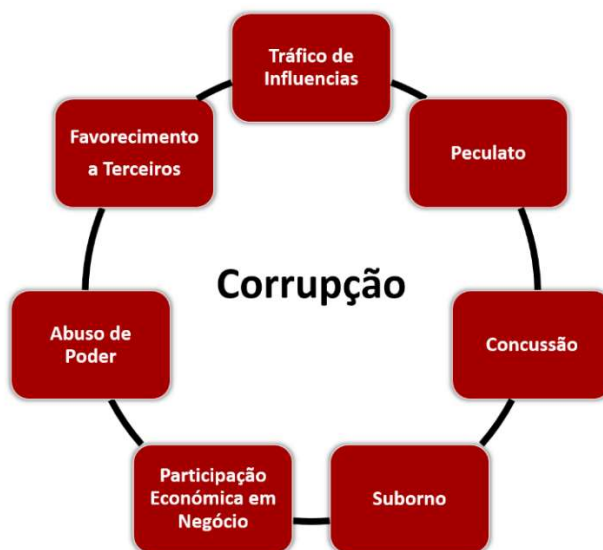 Tráfico de
Influencias
Peculato
Concussão
Suborno
Participação
Económica em
Negócio
Abuso de
Poder
Favorecimento
a Terceiros
Corrupção